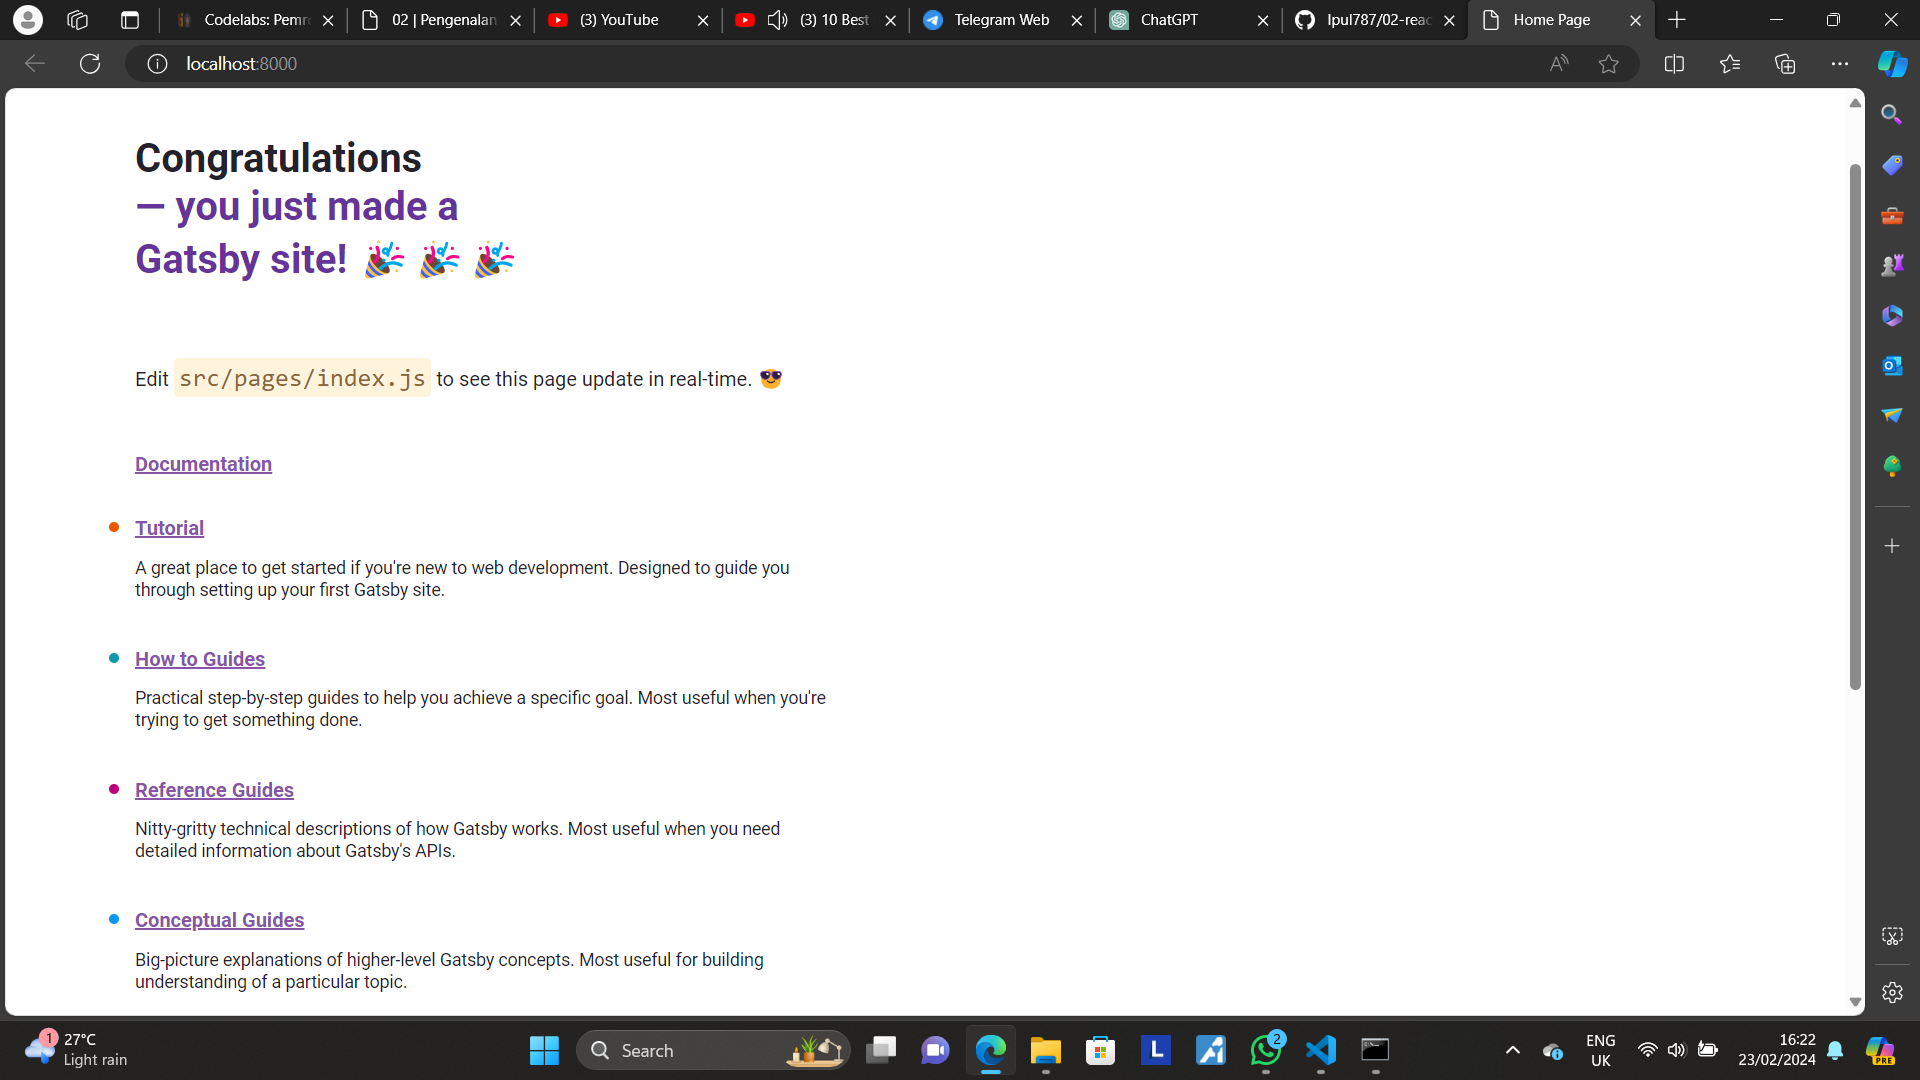 Codelabs: Pemr
02 | Pengenalan
(3) YouTube
(3) 10 Best
Telegram Web
ChatGPT
Ipul787/02-reac
Home Page
localhost:8000
Congratulations
— you just made a
Gatsby site! 🎉🎉🎉
Edit src/pages/index.js to see this page update in real-time. 😎
Documentation
Tutorial
A great place to get started if you're new to web development. Designed to guide you
through setting up your first Gatsby site.
How to Guides
Practical step-by-step guides to help you achieve a specific goal. Most useful when you're
trying to get something done.
Reference Guides
Nitty-gritty technical descriptions of how Gatsby works. Most useful when you need
detailed information about Gatsby's APIs.
Conceptual Guides
Big-picture explanations of higher-level Gatsby concepts. Most useful for building
understanding of a particular topic.
1
27°C
Light rain
Search
L
2
ENG
UK
16:22
23/02/2024
PRE